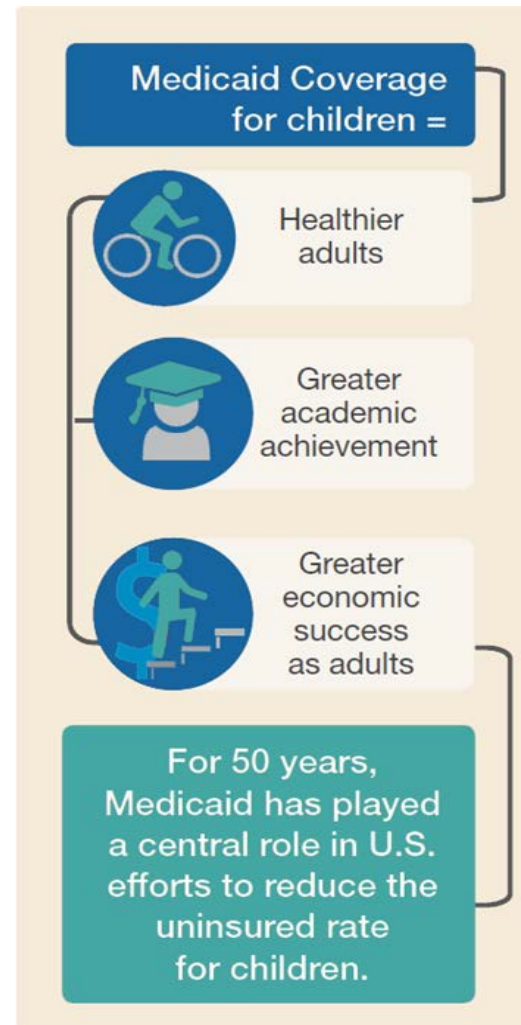 Medicaid Coverage
for children =
Healthier
adults
Greater
academic
achievement
Greater
economic
success
as adults
For 50 years,
Medicaid has played
a central role in U.S.
efforts to reduce the
uninsured rate
for children.